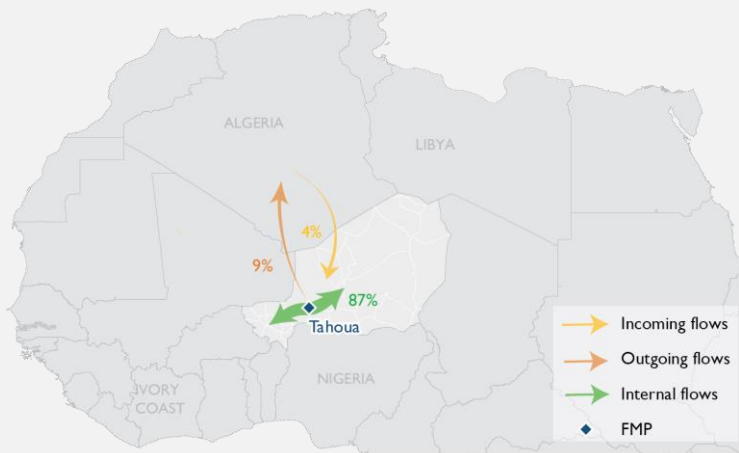 ALGERIA
LIBYA
4%
9%
87%
Tahoua
NIGERIA
IVORY
COAST
Incoming flows
Outgoing flows
Internal flows
FMP